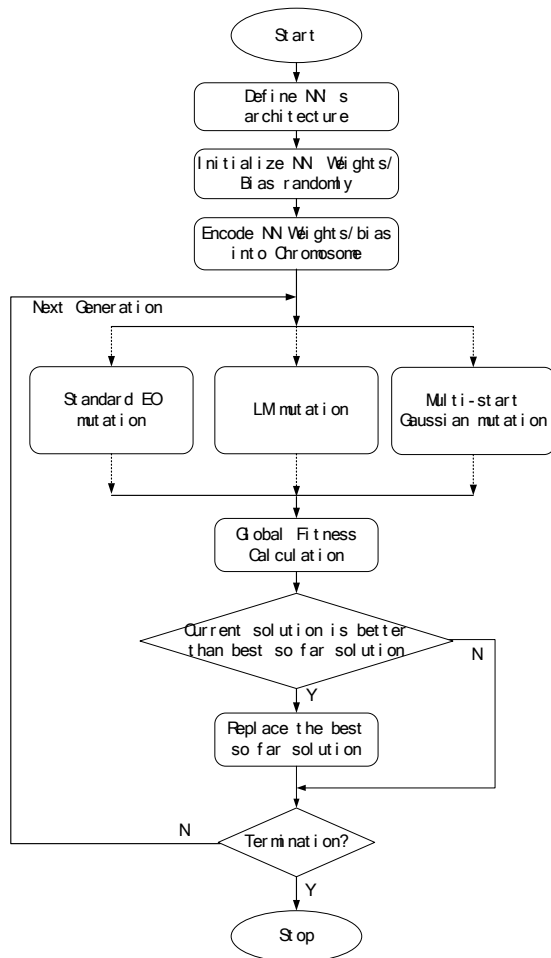 Start
Define NN's
architecture
Initialize NN Weights/
Bias randomly
Encode NN Weights/bias
into Chromosome
Next Generation
Standard EO
mutation
LM mutation
Multi-start
Gaussian mutation
Global Fitness
Calculation
Current solution is better
than best so far solution
N
Y
Replace the best
so far solution
N
Termination?
Y
Stop